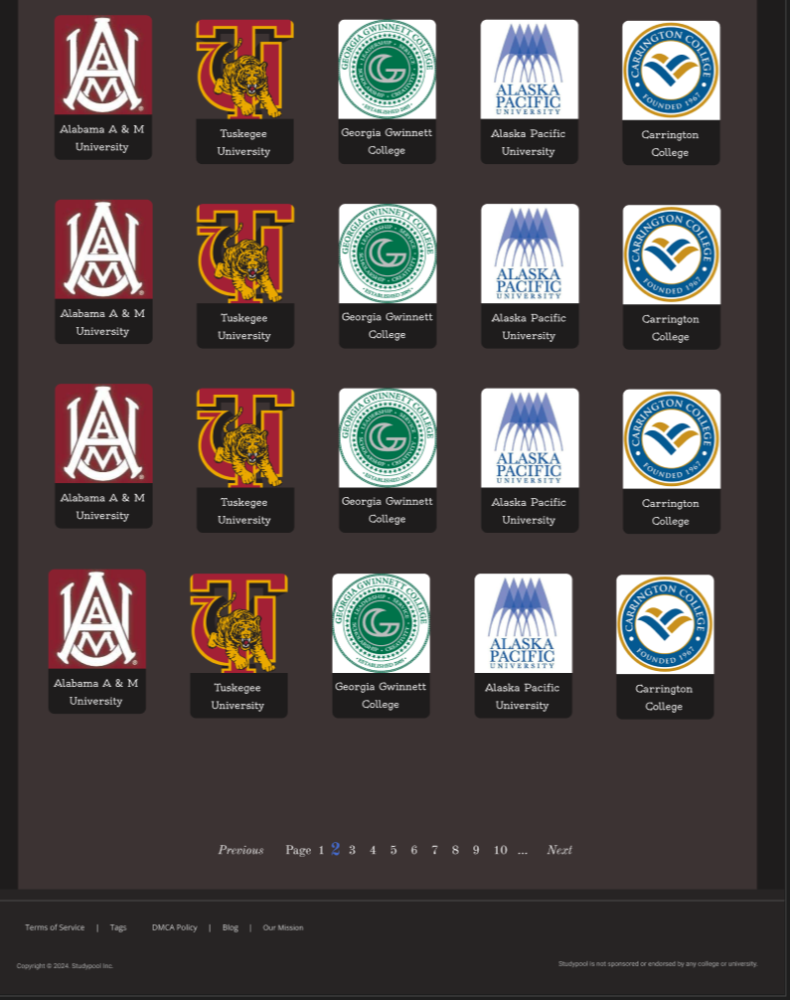 Alabama A & M
University
Tuskegee
University
GEORGIA GWINNETT COLLEGE
ESTABLISHED 2005
Georgia Gwinnett
College
ALASKA
PACIFIC
UNIVERSITY
Alaska Pacific
University
CARRINGTON COLLEGE
FOUNDED 1967
Carrington
College
Alabama A & M
University
Tuskegee
University
GEORGIA GWINNETT COLLEGE
ESTABLISHED 2005
Georgia Gwinnett
College
ALASKA
PACIFIC
UNIVERSITY
Alaska Pacific
University
CARRINGTON COLLEGE
FOUNDED 1967
Carrington
College
Alabama A & M
University
Tuskegee
University
GEORGIA GWINNETT COLLEGE
ESTABLISHED 2005
Georgia Gwinnett
College
ALASKA
PACIFIC
UNIVERSITY
Alaska Pacific
University
CARRINGTON COLLEGE
FOUNDED 1967
Carrington
College
Alabama A & M
University
Tuskegee
University
GEORGIA GWINNETT COLLEGE
ESTABLISHED 2005
Georgia Gwinnett
College
ALASKA
PACIFIC
UNIVERSITY
Alaska Pacific
University
CARRINGTON COLLEGE
FOUNDED 1967
Carrington
College
Previous Page 1 2 3 4 5 6 7 8 9 10 ... Next
Terms of Service | Tags DMCA Policy | Blog | Our Mission
Copyright © 2024. Studypool Inc.
Studypool is not sponsored or endorsed by any college or university.